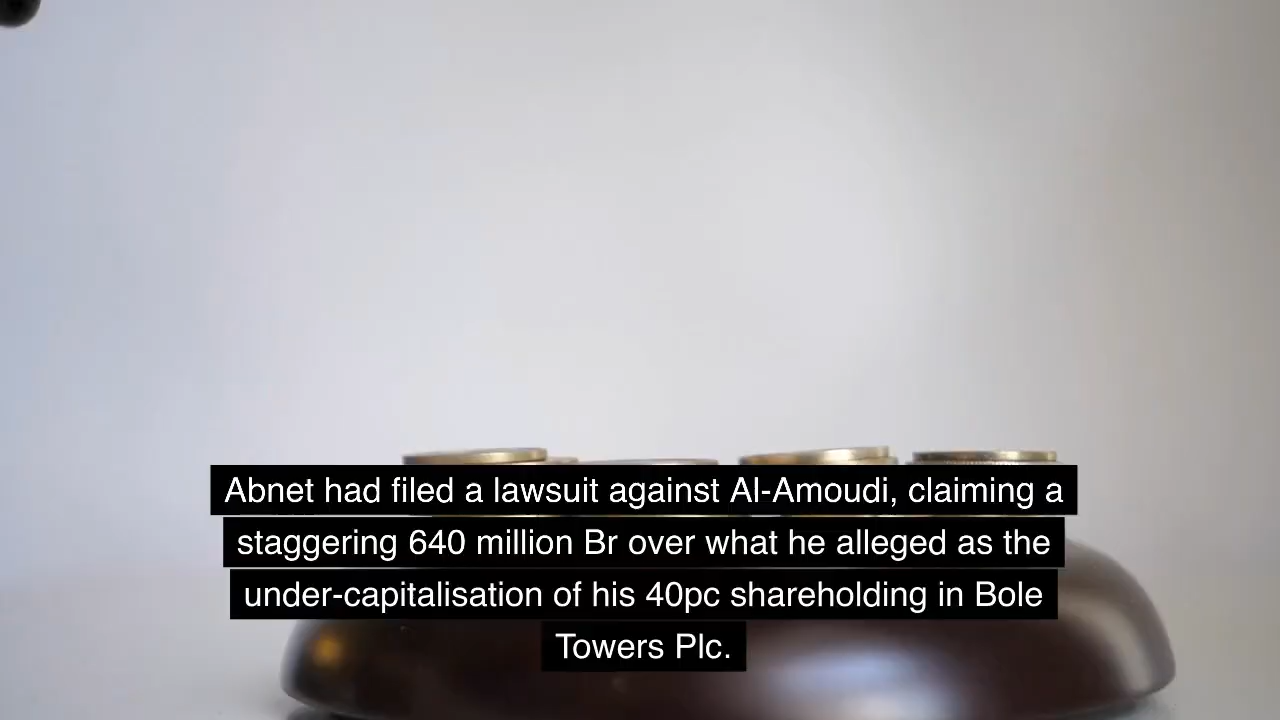 Abnet had filed a lawsuit against Al-Amoudi, claiming a
staggering 640 million Br over what he alleged as the
under-capitalisation of his 40pc shareholding in Bole
Towers Plc.